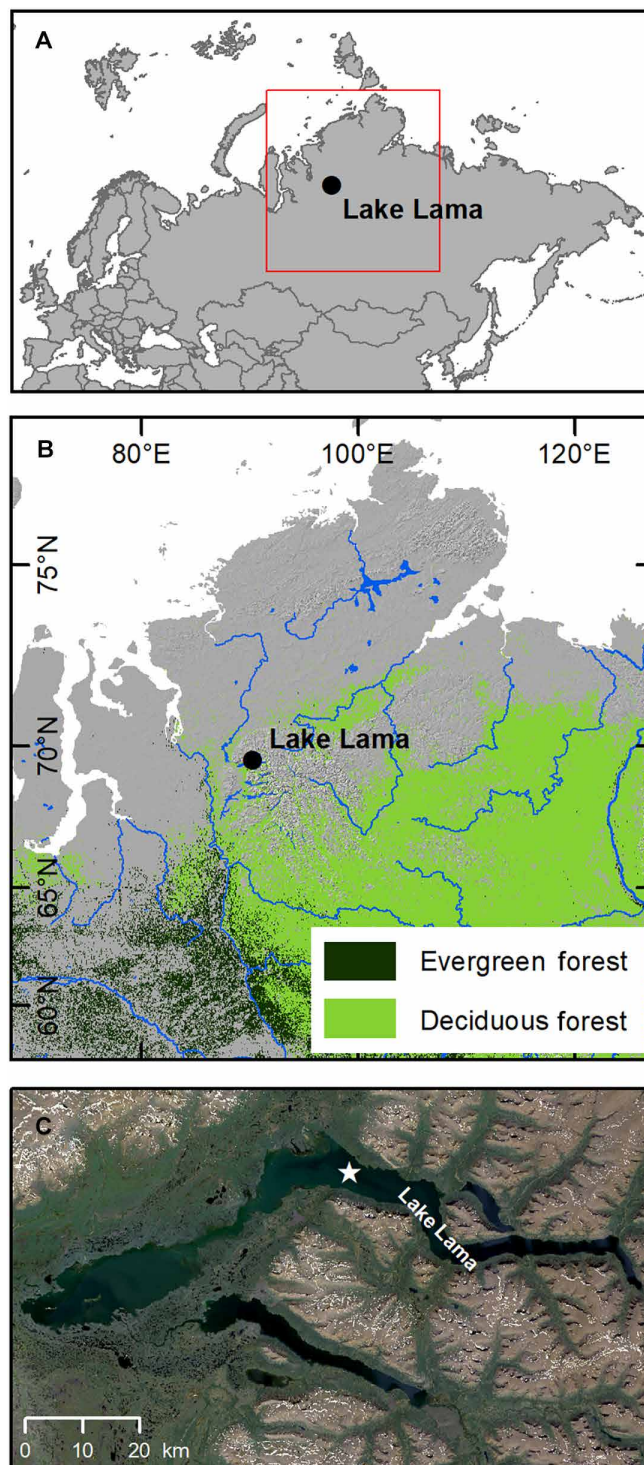 A
Lake Lama
B
80°E 100°E 120°E
75°N
Lake Lama
70°N
65°N
60°N
Evergreen forest
Deciduous forest
C
Lake Lama
0 10 20 km